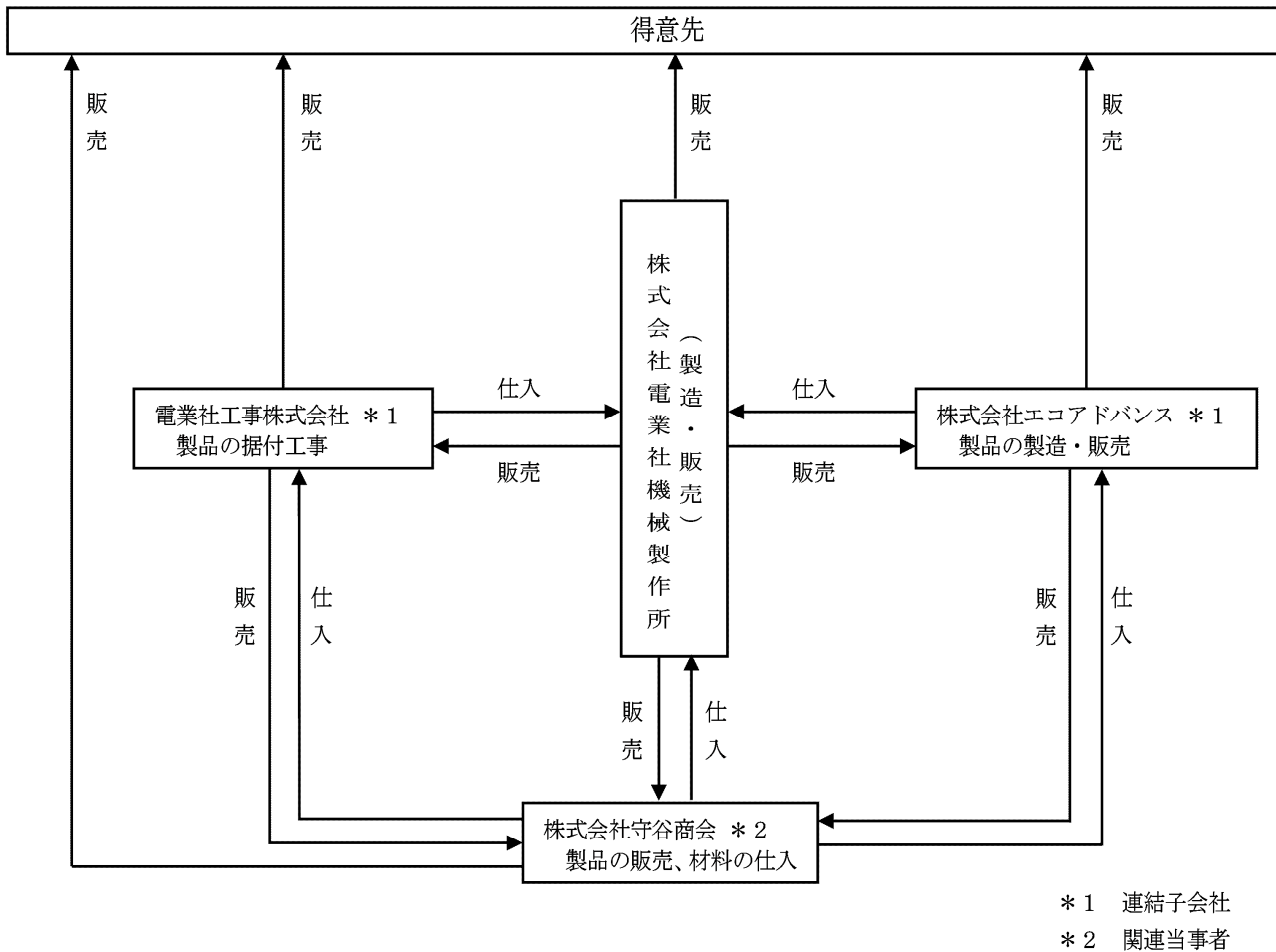 得意先
販売
販売
販売
販売
株式会社電業社機械製作所
（製造・販売）
仕入
販売
仕入
販売
電業社工事株式会社 ＊1
製品の据付工事
株式会社エコアドバンス ＊1
製品の製造・販売
販売
仕入
販売
仕入
販売
仕入
株式会社守谷商会 ＊2
製品の販売、材料の仕入
＊1 連結子会社
＊2 関連当事者